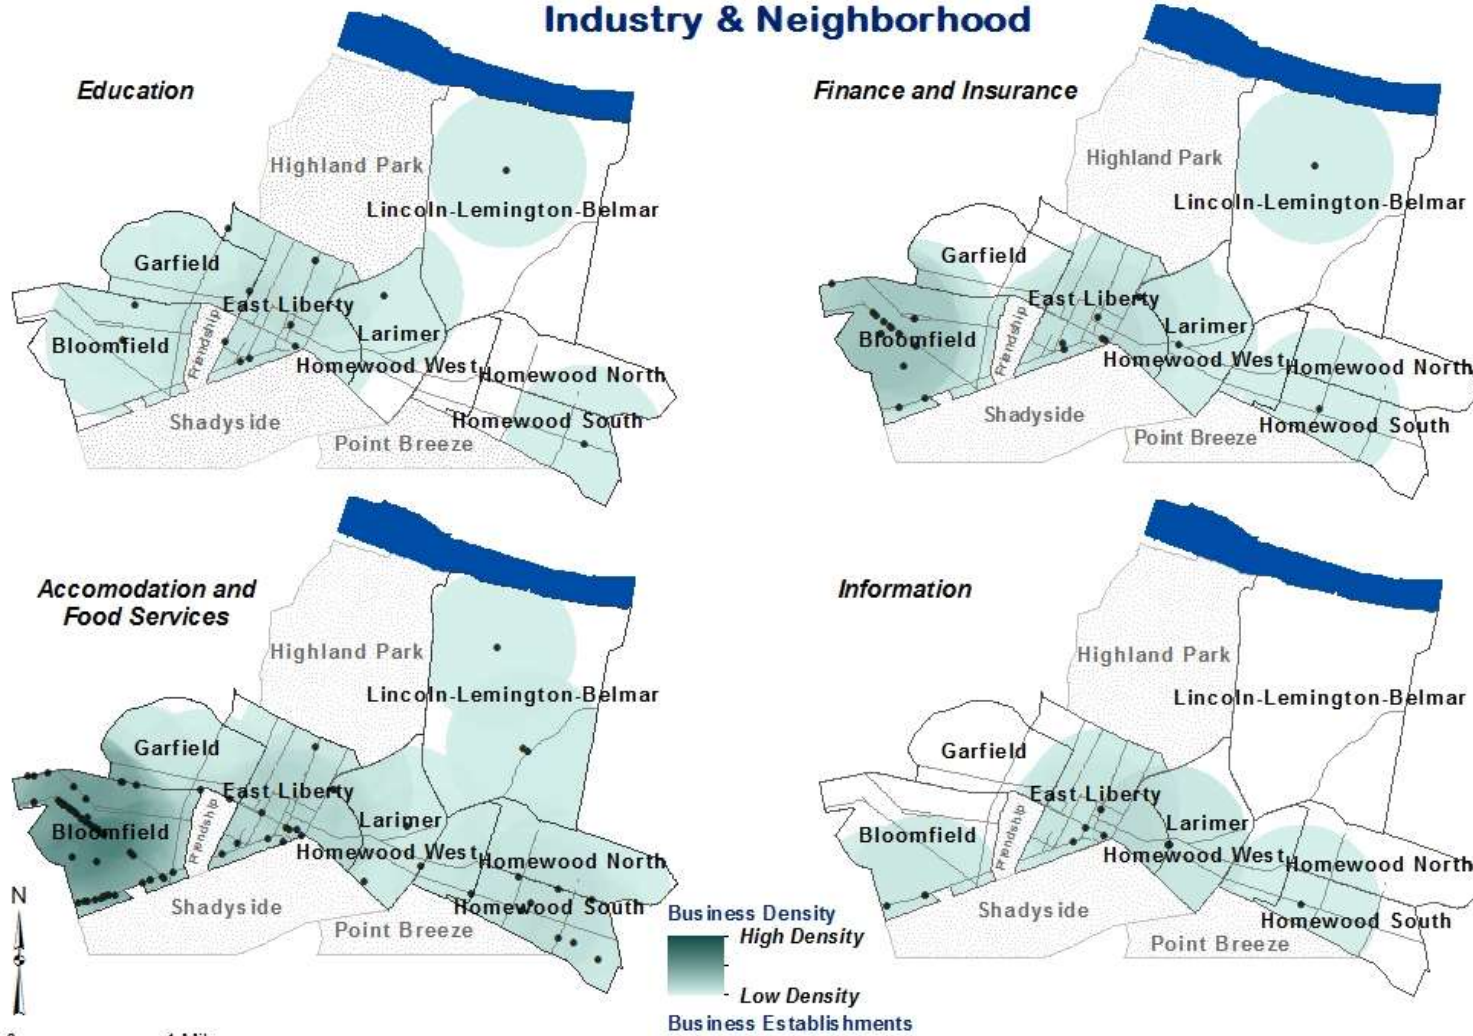 Industry & Neighborhood
Education
Highland Park
Lincoln-Lemington-Belmar
Garfield
East Liberty
Friendship
Larimer
Bloomfield
Homewood West
Homewood North
Homewood South
Shadyside
Point Breeze
Finance and Insurance
Highland Park
Lincoln-Lemington-Belmar
Garfield
East Liberty
Friendship
Larimer
Bloomfield
Homewood West
Homewood North
Homewood South
Shadyside
Point Breeze
Accomodation and
Food Services
Highland Park
Lincoln-Lemington-Belmar
Garfield
East Liberty
Friendship
Larimer
Bloomfield
Homewood West
Homewood North
Homewood South
Shadyside
Point Breeze
N
Information
Highland Park
Lincoln-Lemington-Belmar
Garfield
East Liberty
Friendship
Larimer
Bloomfield
Homewood West
Homewood North
Homewood South
Shadyside
Point Breeze
Business Density
High Density
Low Density
Business Establishments